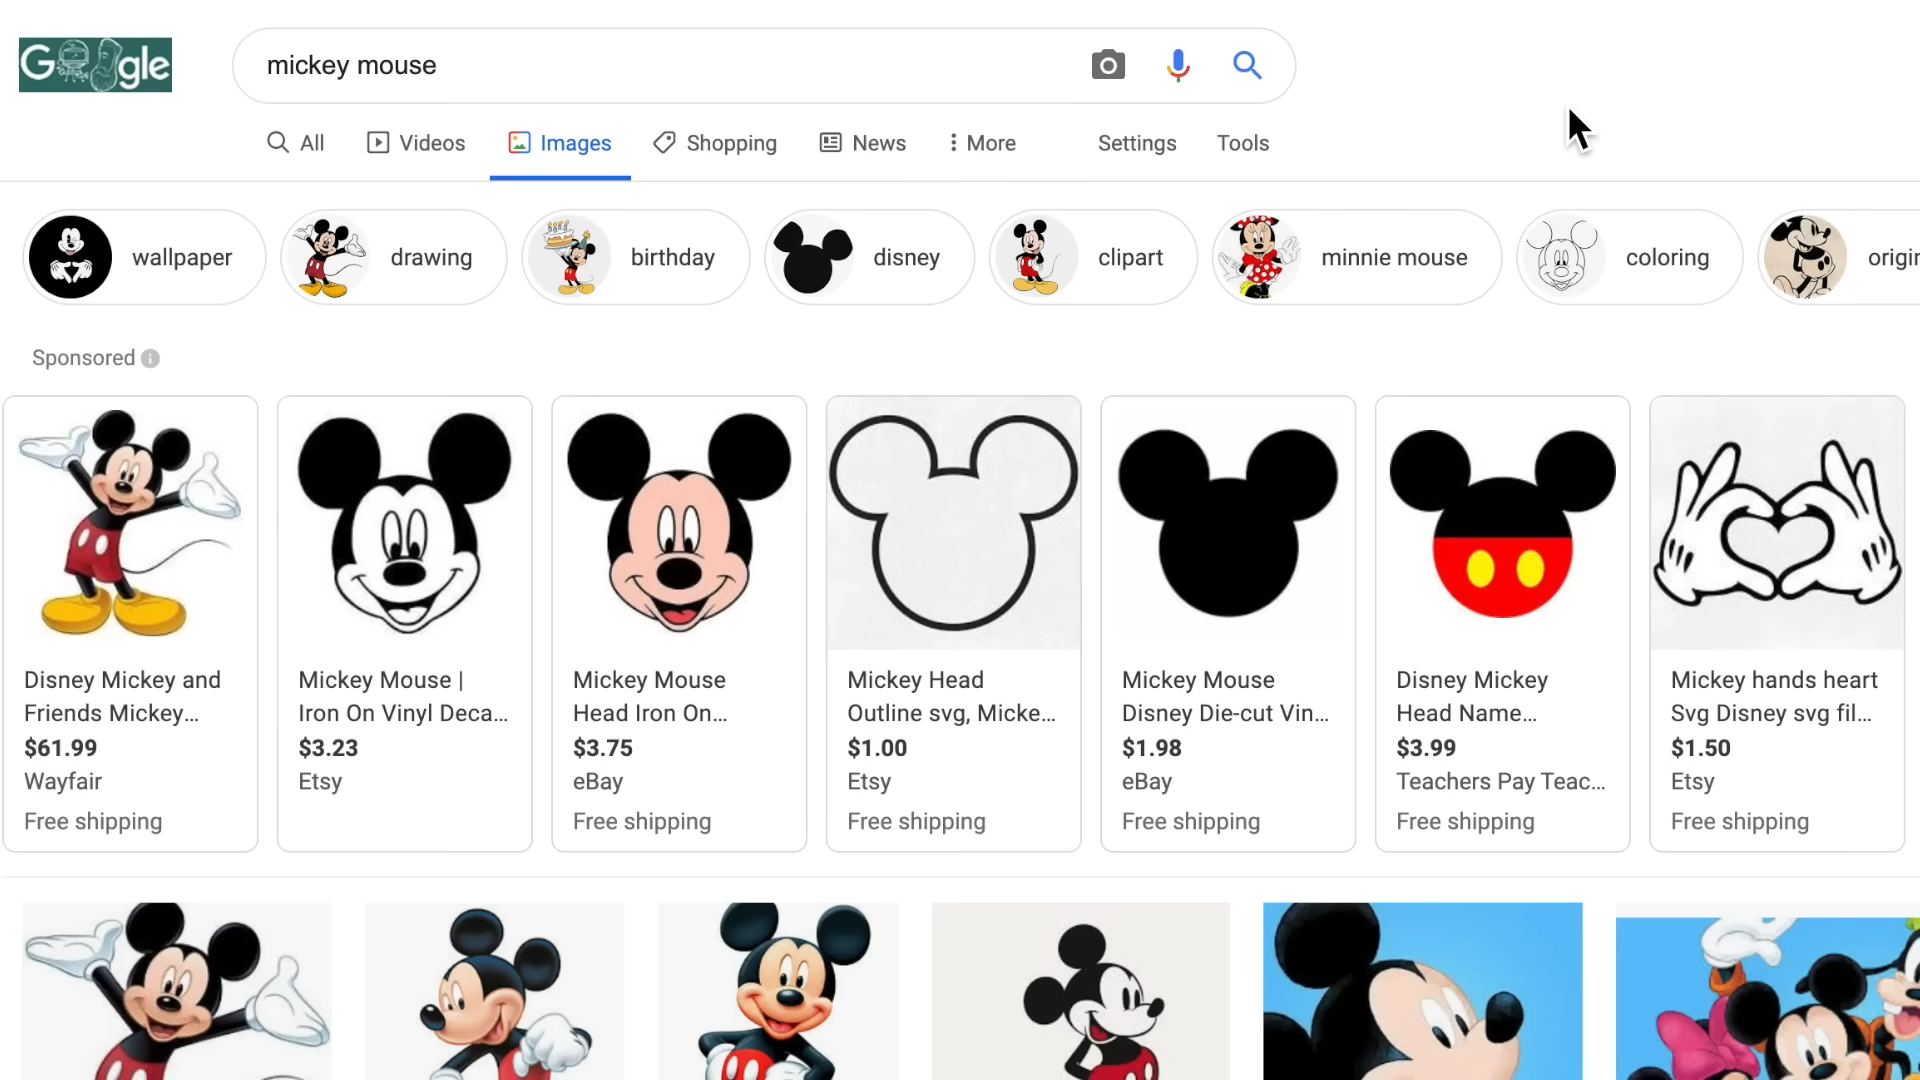 Google
mickey mouse
All
Videos
Images
Shopping
News
More
Settings
Tools
wallpaper
drawing
birthday
disney
clipart
minnie mouse
coloring
origin
Sponsored
Disney Mickey and
Friends Mickey...
$61.99
Wayfair
Free shipping
Mickey Mouse |
Iron On Vinyl Deca...
$3.23
Etsy
Mickey Mouse
Head Iron On...
$3.75
eBay
Free shipping
Mickey Head
Outline svg, Micke...
$1.00
Etsy
Free shipping
Mickey Mouse
Disney Die-cut Vin...
$1.98
eBay
Free shipping
Disney Mickey
Head Name...
$3.99
Teachers Pay Teac...
Free shipping
Mickey hands heart
Svg Disney svg fil...
$1.50
Etsy
Free shipping